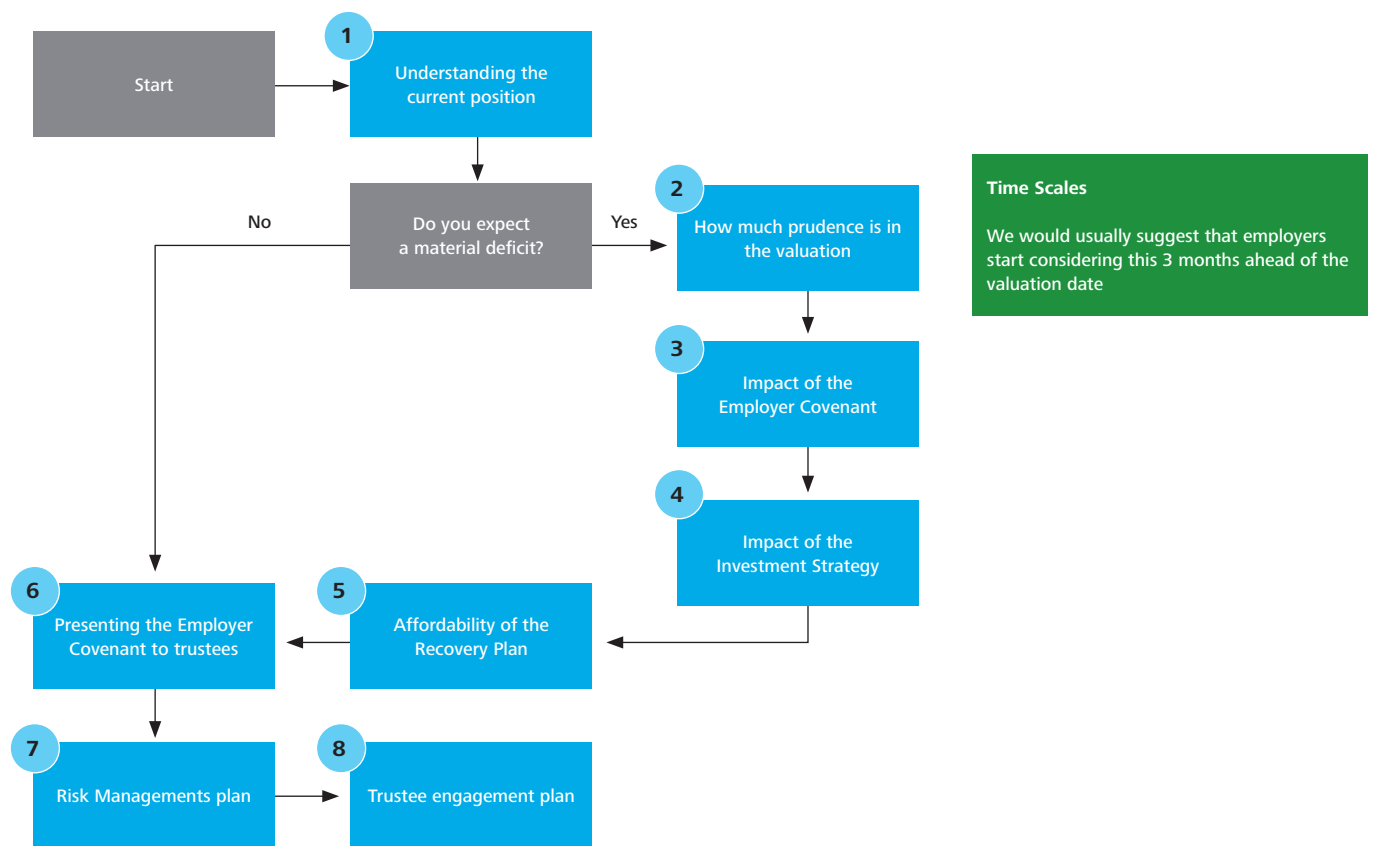 1
Start
Understanding the
current position
2
Time Scales
No
Do you expect
a material deficit?
Yes
How much prudence is in
the valuation
We would usually suggest that employers
start considering this 3 months ahead of the
valuation date
3
Impact of the
Employer Covenant
4
Impact of the
Investment Strategy
6
Presenting the Employer
Covenant to trustees
5
Affordability of the
Recovery Plan
7
Risk Managements plan
8
Trustee engagement plan